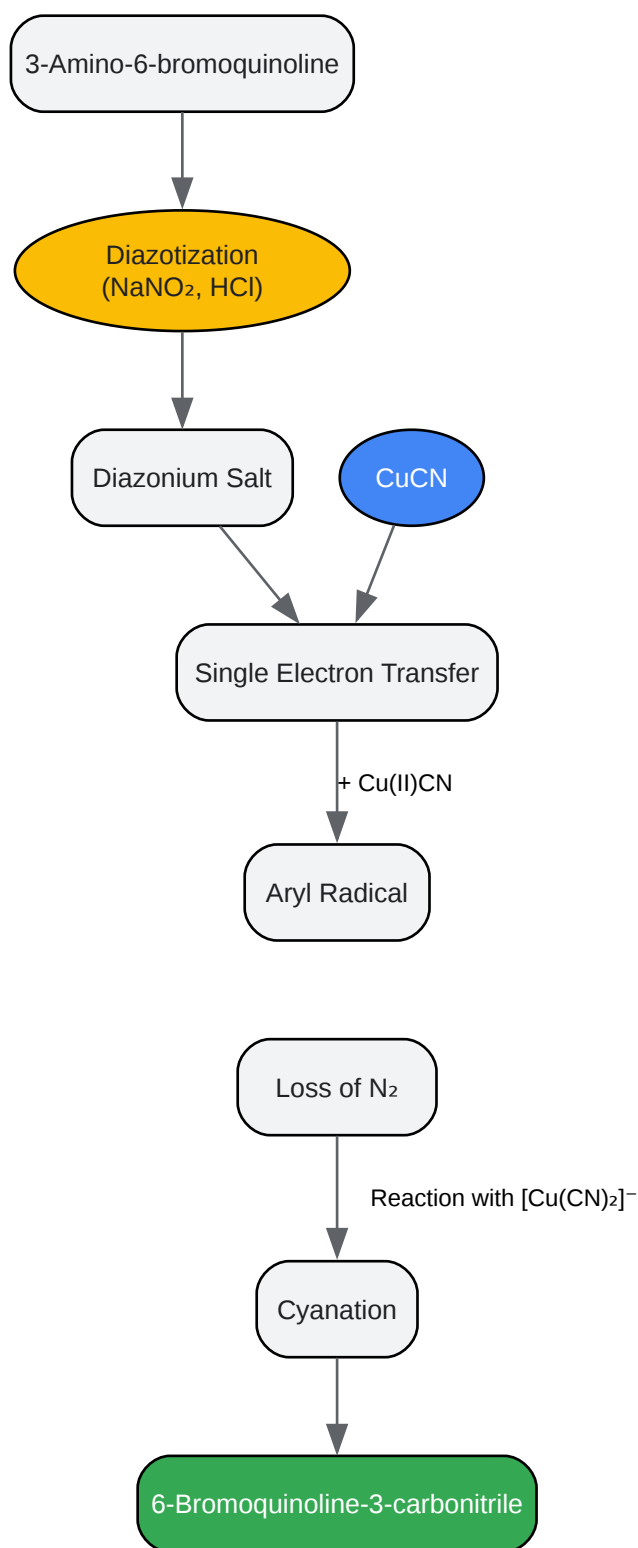 3-Amino-6-bromoquinoline
Diazotization
(NaNO₂, HCl)
Diazonium Salt
CuCN
Single Electron Transfer
+ Cu(II)CN
Aryl Radical
Loss of N₂
Reaction with [Cu(CN)₂]⁻
Cyanation
6-Bromoquinoline-3-carbonitrile